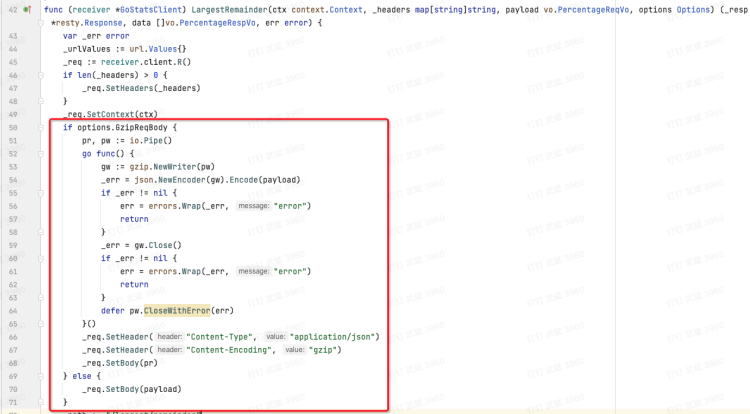 42 func (receiver *GoStatsClient) LargestRemainder(ctx context.Context, _headers map[string]string, payload vo.PercentageReqVo, options Options) (_resp
*resty.Response, data []vo.PercentageRespVo, err error) {
43 var _err error
44 _urlValues := url.Values{}
45 _req := receiver.client.R()
46 if len(_headers) > 0 {
47 _req.SetHeaders(_headers)
48 }
49 _req.SetContext(ctx)
50 if options.GzipReqBody {
51 pr, pw := io.Pipe()
52 go func() {
53 gw := gzip.NewWriter(pw)
54 _err = json.NewEncoder(gw).Encode(payload)
55 if _err != nil {
56 err = errors.Wrap(_err, message: "error")
57 return
58 }
59 _err = gw.Close()
60 if _err != nil {
61 err = errors.Wrap(_err, message: "error")
62 return
63 }
64 defer pw.CloseWithError(err)
65 }()
66 _req.SetHeader( header: "Content-Type", value: "application/json")
67 _req.SetHeader( header: "Content-Encoding", value: "gzip")
68 _req.SetBody(pr)
69 } else {
70 _req.SetBody(payload)
71 }